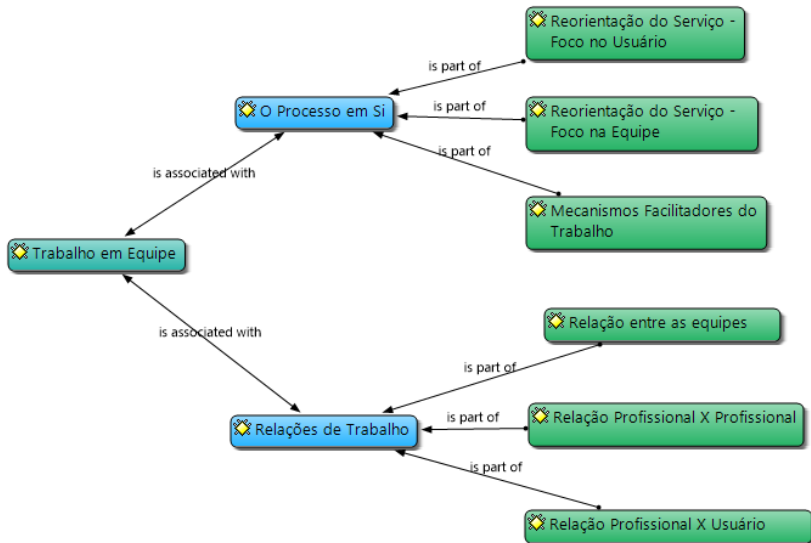 Reorientação do Serviço -
Foco no Usuário
is part of
O Processo em Si
is part of
Reorientação do Serviço -
Foco na Equipe
is part of
is associated with
Mecanismos Facilitadores do
Trabalho
Trabalho em Equipe
is associated with
Relação entre as equipes
is part of
Relações de Trabalho
is part of
Relação Profissional X Profissional
is part of
Relação Profissional X Usuário